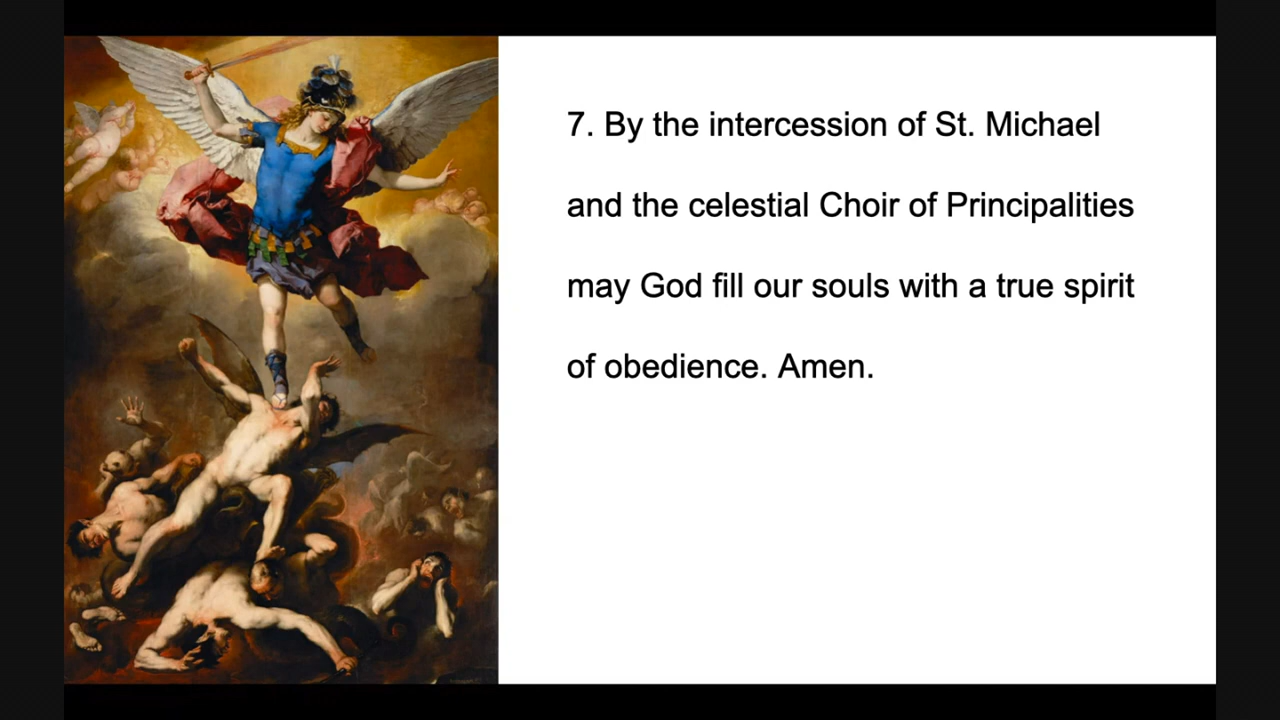 7. By the intercession of St. Michael
and the celestial Choir of Principalities
may God fill our souls with a true spirit
of obedience. Amen.